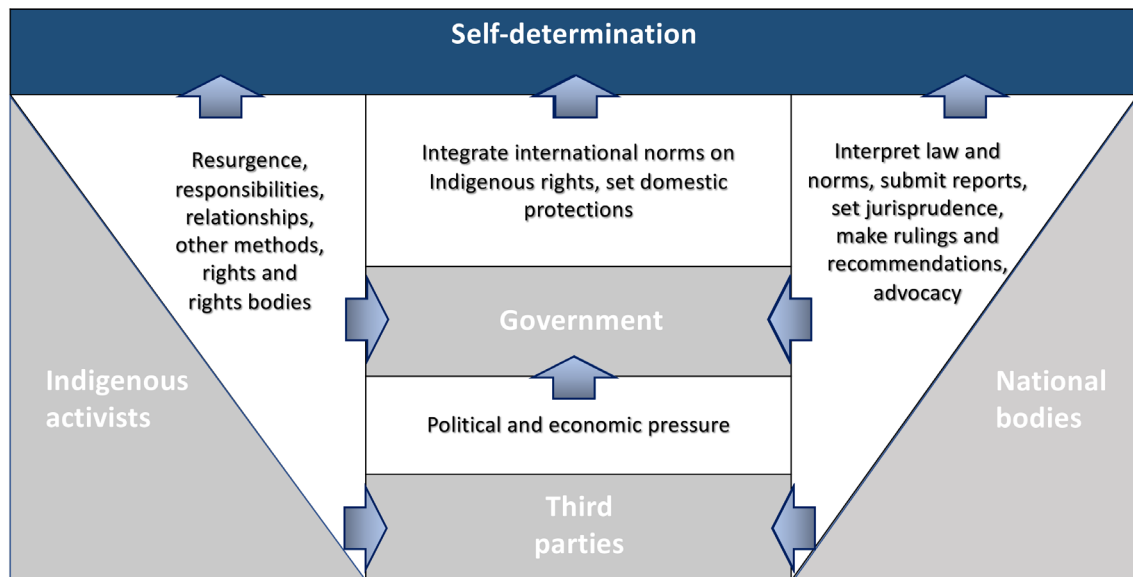 Self-determination
Resurgence,
responsibilities,
relationships,
other methods,
rights and
rights bodies
Integrate international norms on
Indigenous rights, set domestic
protections
Interpret law and
norms, submit reports,
set jurisprudence,
make rulings and
recommendations,
advocacy
Government
Indigenous
activists
National
bodies
Political and economic pressure
Third
parties